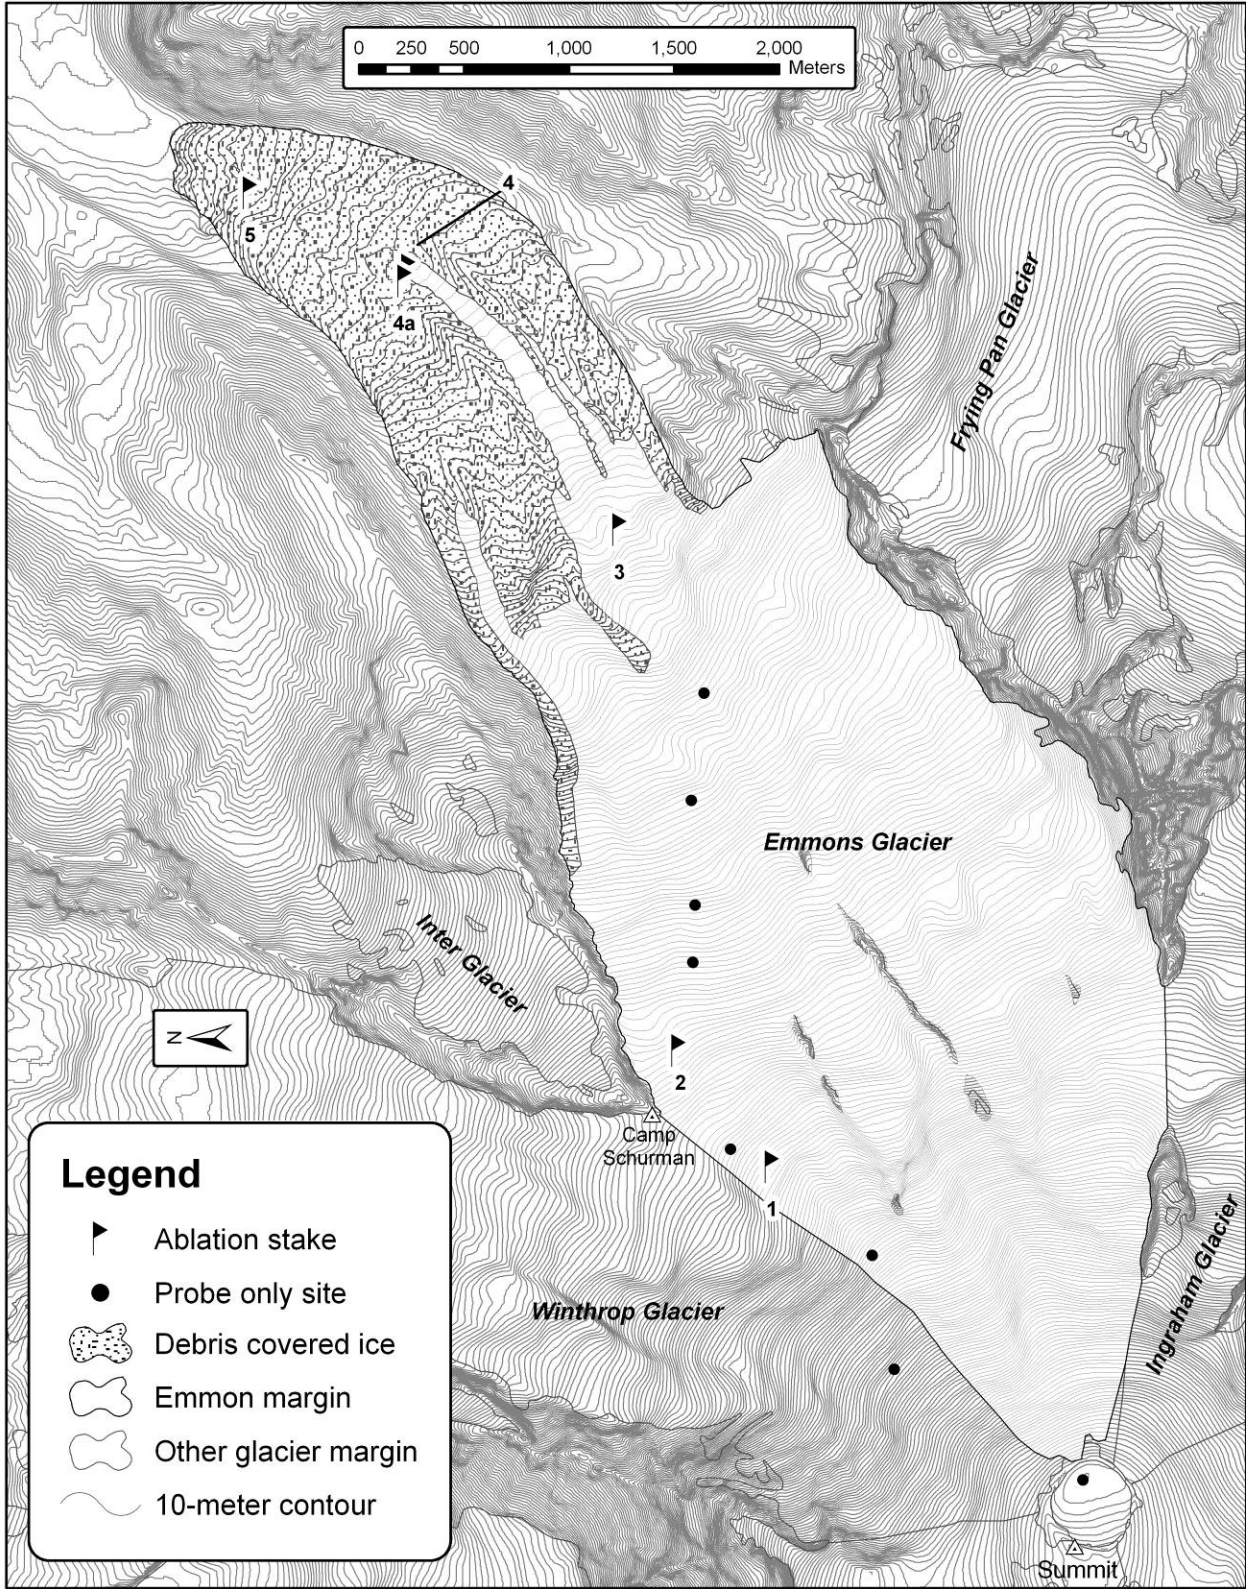 0 250 500 1,000 1,500 2,000
Meters
4
5
4a
Frying Pan Glacier
3
Emmons Glacier
Inter Glacier
N
2
Camp
Schurman
1
Legend
Ablation stake
Probe only site
Debris covered ice
Emmon margin
Other glacier margin
10-meter contour
Winthrop Glacier
Ingraham Glacier
Summit